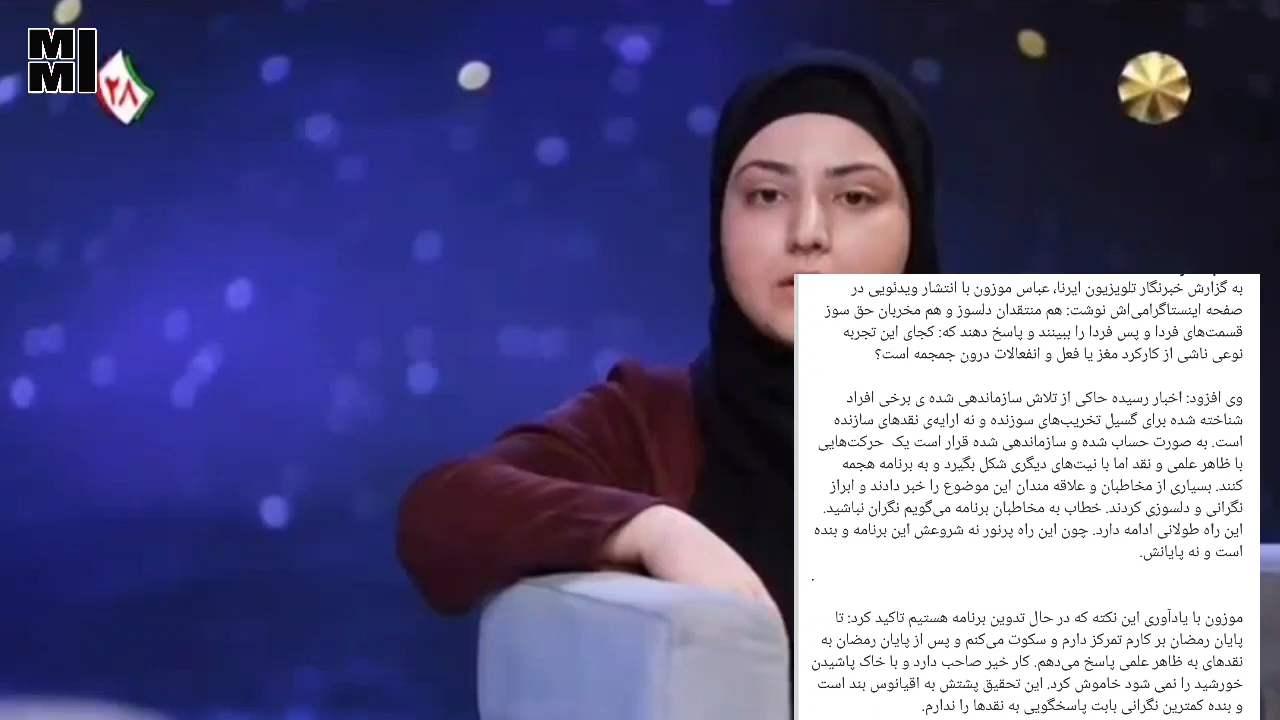 MMI
۲۸
به گزارش خبرنگار تلویزیون ایرنا، عباس موزون با انتشار ویدئویی در
صفحه اینستاگرامی‌اش نوشت: هم منتقدان دلسوز و هم مخربان حق سوز
قسمت‌های فردا و پس فردا را ببینند و پاسخ دهند که: کجای این تجربه
نوعی ناشی از کارکرد مغز یا فعل و انفعالات درون جمجمه است؟
وی افزود: اخبار رسیده حاکی از تلاش سازماندهی شده ی برخی افراد
شناخته شده برای گسیل تخریب‌های سوزنده و نه ارایه‌ی نقدهای سازنده
است. به صورت حساب شده و سازماندهی شده قرار است یک حرکت‌هایی
با ظاهر علمی و نقد اما با نیت‌های دیگری شکل بگیرد و به برنامه هجمه
کنند. بسیاری از مخاطبان و علاقه مندان این موضوع را خبر دادند و ابراز
نگرانی و دلسوزی کردند. خطاب به مخاطبان برنامه می‌گویم نگران نباشید.
این راه طولانی ادامه دارد. چون این راه پرنور نه شروعش این برنامه و بنده
است و نه پایانش.
.
موزون با یادآوری این نکته که در حال تدوین برنامه هستیم تاکید کرد: تا
پایان رمضان بر کارم تمرکز دارم و سکوت می‌کنم و پس از پایان رمضان به
نقدهای به ظاهر علمی پاسخ می‌دهم. کار خیر صاحب دارد و با خاک پاشیدن
خورشید را نمی شود خاموش کرد. این تحقیق پشتش به اقیانوس بند است
و بنده کمترین نگرانی بابت پاسخگویی به نقدها را ندارم.